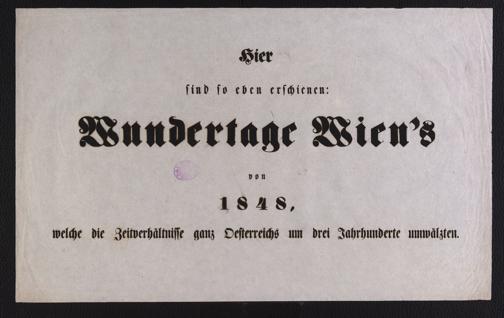 Hier
sind so eben erschienen:
Wundertage Wien's
von
1848,
welche die Zeitverhältnisse ganz Oesterreichs um drei Jahrhunderte umwälzten.